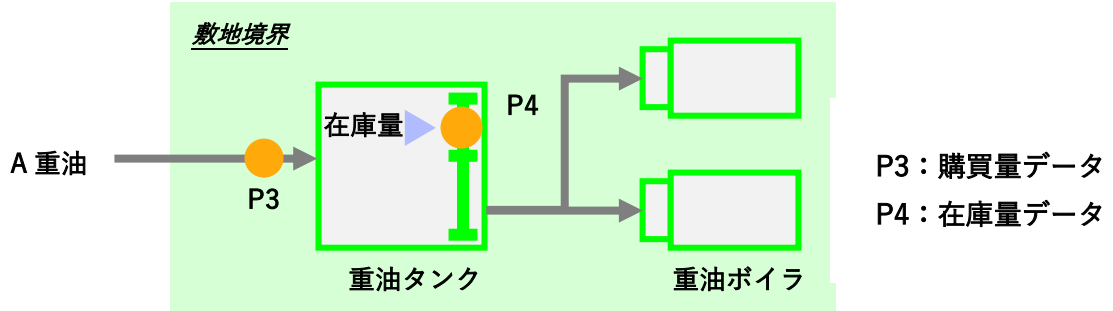 敷地境界
在庫量
P4
A 重油
P3
重油タンク
重油ボイラ
P3：購買量データ
P4：在庫量データ